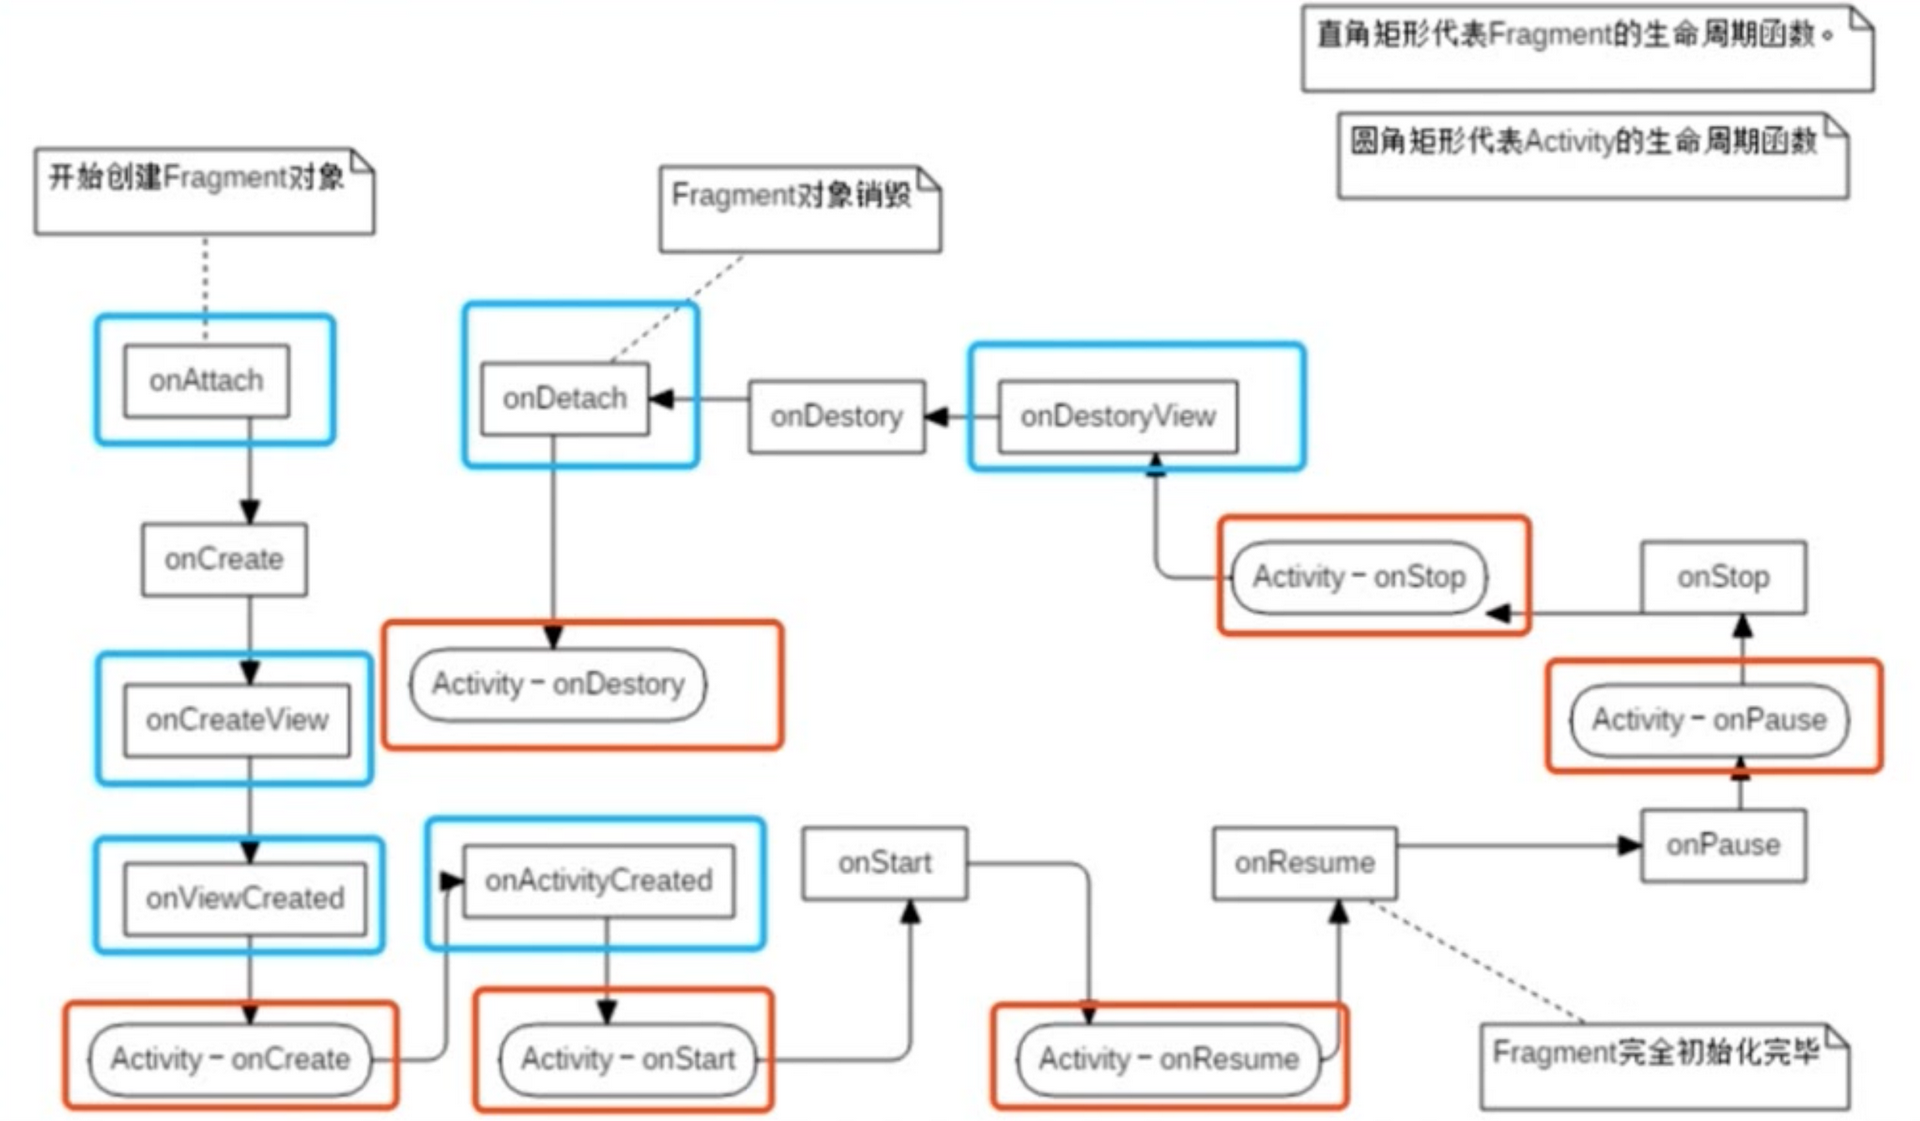 直角矩形代表Fragment的生命周期函数。
圆角矩形代表Activity的生命周期函数
开始创建Fragment对象
Fragment对象销毁
onAttach
onDetach
onDestory
onDestoryView
onCreate
Activity - onStop
onStop
onCreateView
Activity - onDestory
Activity - onPause
onViewCreated
onActivityCreated
onStart
onResume
onPause
Activity - onCreate
Activity - onStart
Activity - onResume
Fragment完全初始化完毕